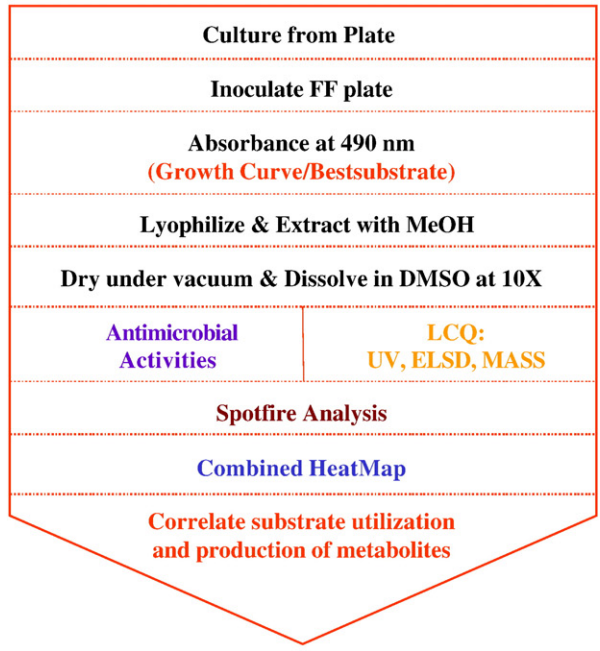 Culture from Plate
Inoculate FF plate
Absorbance at 490 nm
(Growth Curve/Bestsubstrate)
Lyophilize & Extract with MeOH
Dry under vacuum & Dissolve in DMSO at 10X
Antimicrobial
Activities
LCQ:
UV, ELSD, MASS
Spotfire Analysis
Combined HeatMap
Correlate substrate utilization
and production of metabolites